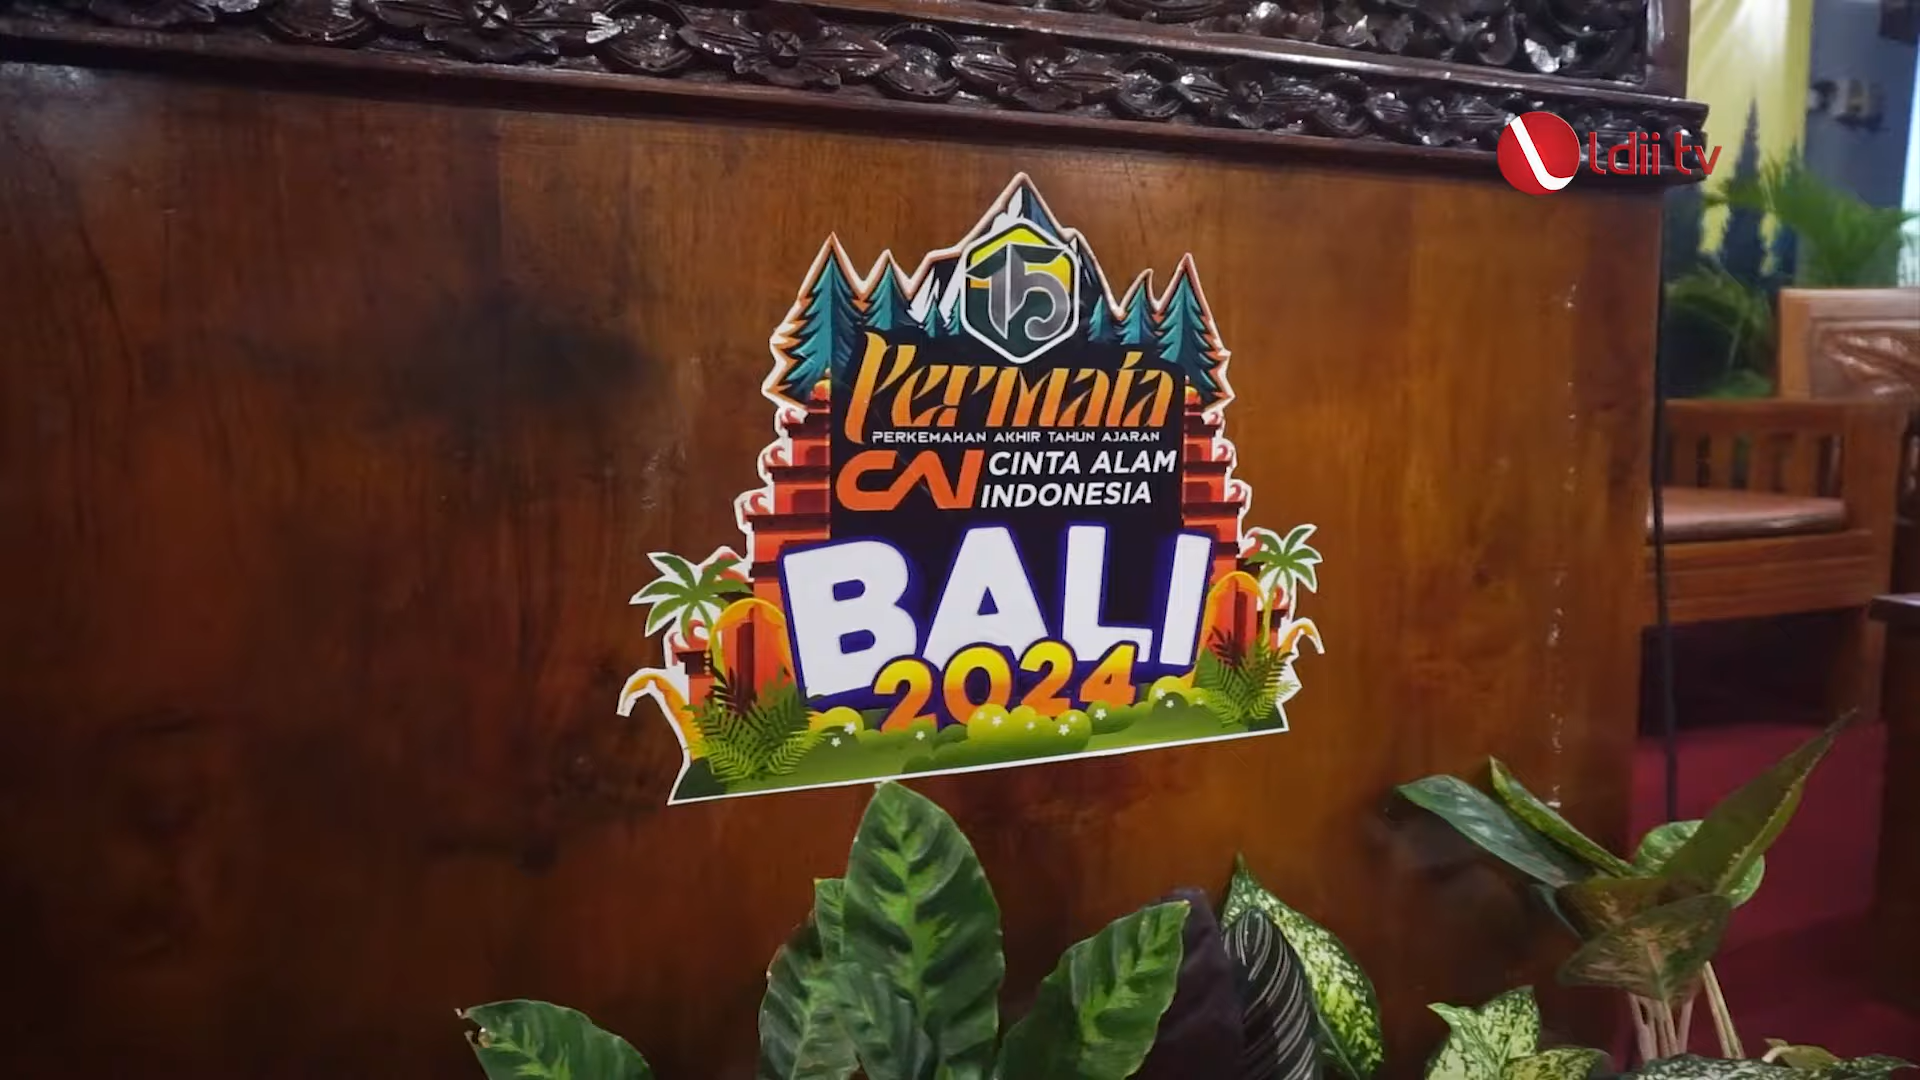 ldii tv
15
Permata
PERKEMAHAN AKHIR TAHUN AJARAN
CAI CINTA ALAM
INDONESIA
BALI
2024